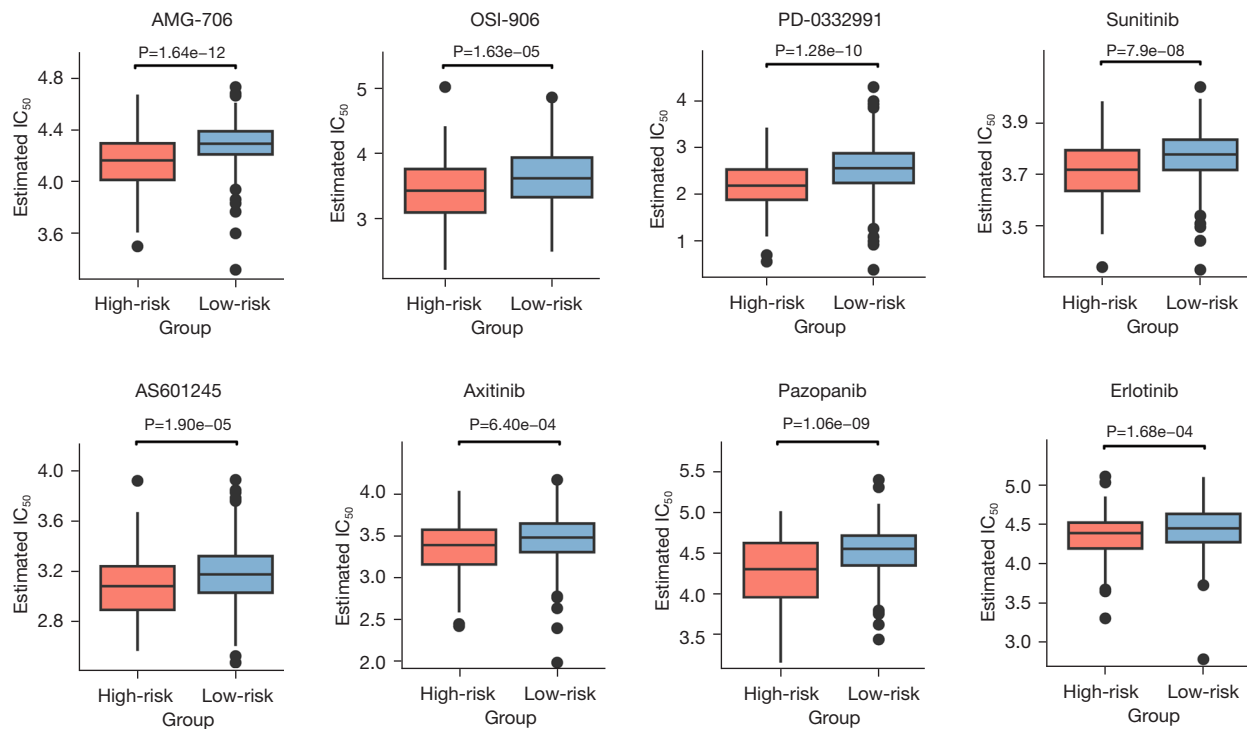 AMG-706
P=1.64e−12
Estimated IC50
4.8
4.4
4.0
3.6
High-risk Low-risk
Group
OSI-906
P=1.63e−05
Estimated IC50
5
4
3
High-risk Low-risk
Group
PD-0332991
P=1.28e−10
Estimated IC50
4
3
2
1
High-risk Low-risk
Group
Sunitinib
P=7.9e−08
Estimated IC50
3.9
3.7
3.5
High-risk Low-risk
Group
AS601245
P=1.90e−05
Estimated IC50
4.0
3.6
3.2
2.8
High-risk Low-risk
Group
Axitinib
P=6.40e−04
Estimated IC50
4.0
3.5
3.0
2.5
2.0
High-risk Low-risk
Group
Pazopanib
P=1.06e−09
Estimated IC50
5.5
5.0
4.5
4.0
3.5
High-risk Low-risk
Group
Erlotinib
P=1.68e−04
Estimated IC50
5.0
4.5
4.0
3.5
3.0
High-risk Low-risk
Group